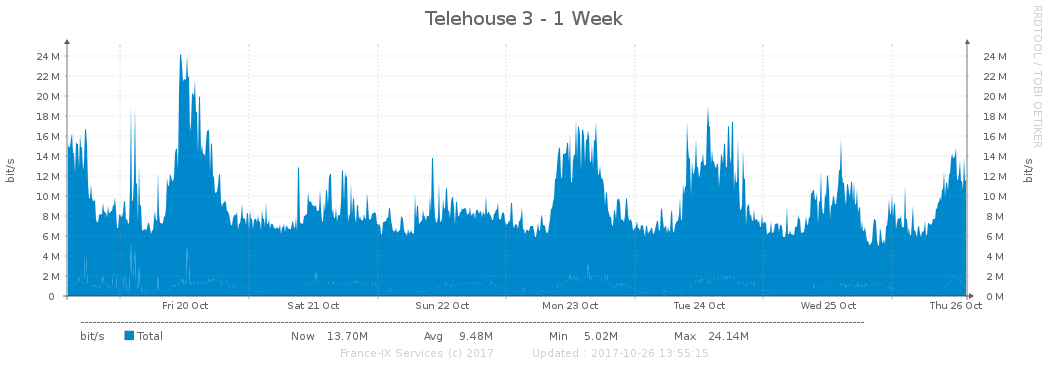 Telehouse 3 - 1 Week
RRDTOOL / TOBI OETIKER
bit/s
24 M 24 M
22 M 22 M
20 M 20 M
18 M 18 M
16 M 16 M
14 M 14 M
12 M 12 M
10 M 10 M
8 M 8 M
6 M 6 M
4 M 4 M
2 M 2 M
0 0 M
bit/s
Fri 20 Oct Sat 21 Oct Sun 22 Oct Mon 23 Oct Tue 24 Oct Wed 25 Oct Thu 26 Oct
bit/s Total Now 13.70M Avg 9.48M Min 5.02M Max 24.14M
France-IX Services (c) 2017 Updated : 2017-10-26 13:55:15